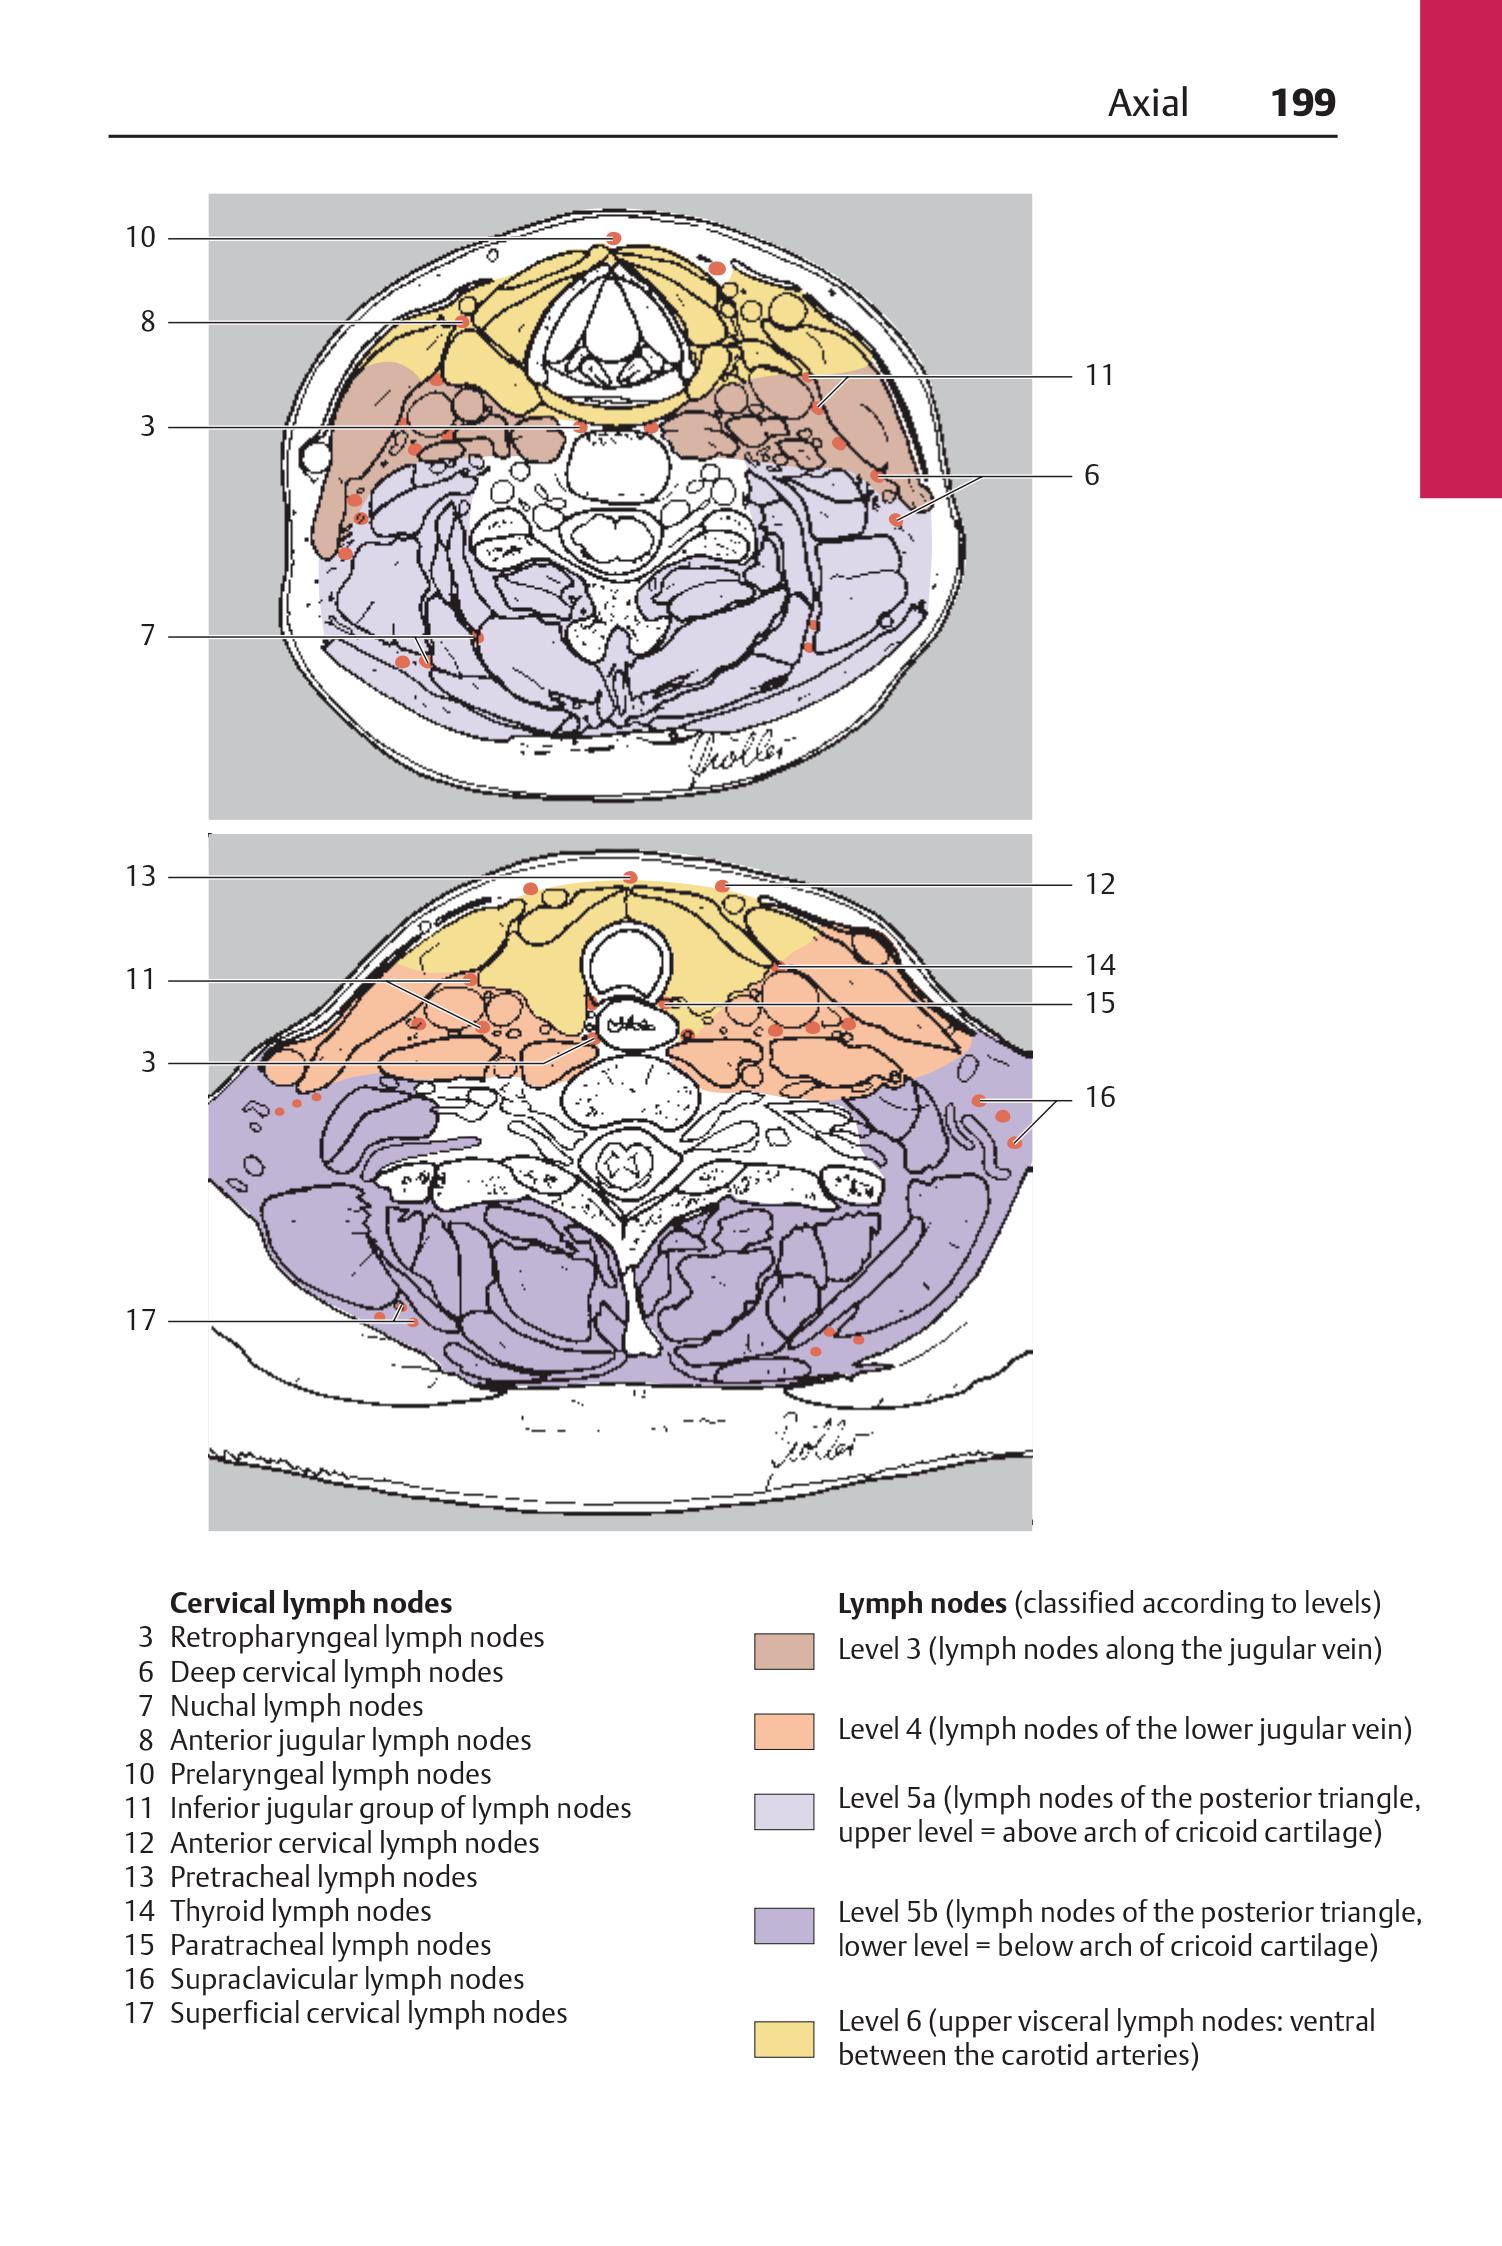 Axial 199
10
8
3
7
11
6
13
11
3
17
12
14
15
16
Cervical lymph nodes
3 Retropharyngeal lymph nodes
6 Deep cervical lymph nodes
7 Nuchal lymph nodes
8 Anterior jugular lymph nodes
10 Prelaryngeal lymph nodes
11 Inferior jugular group of lymph nodes
12 Anterior cervical lymph nodes
13 Pretracheal lymph nodes
14 Thyroid lymph nodes
15 Paratracheal lymph nodes
16 Supraclavicular lymph nodes
17 Superficial cervical lymph nodes
Lymph nodes (classified according to levels)
Level 3 (lymph nodes along the jugular vein)
Level 4 (lymph nodes of the lower jugular vein)
Level 5a (lymph nodes of the posterior triangle,
upper level = above arch of cricoid cartilage)
Level 5b (lymph nodes of the posterior triangle,
lower level = below arch of cricoid cartilage)
Level 6 (upper visceral lymph nodes: ventral
between the carotid arteries)